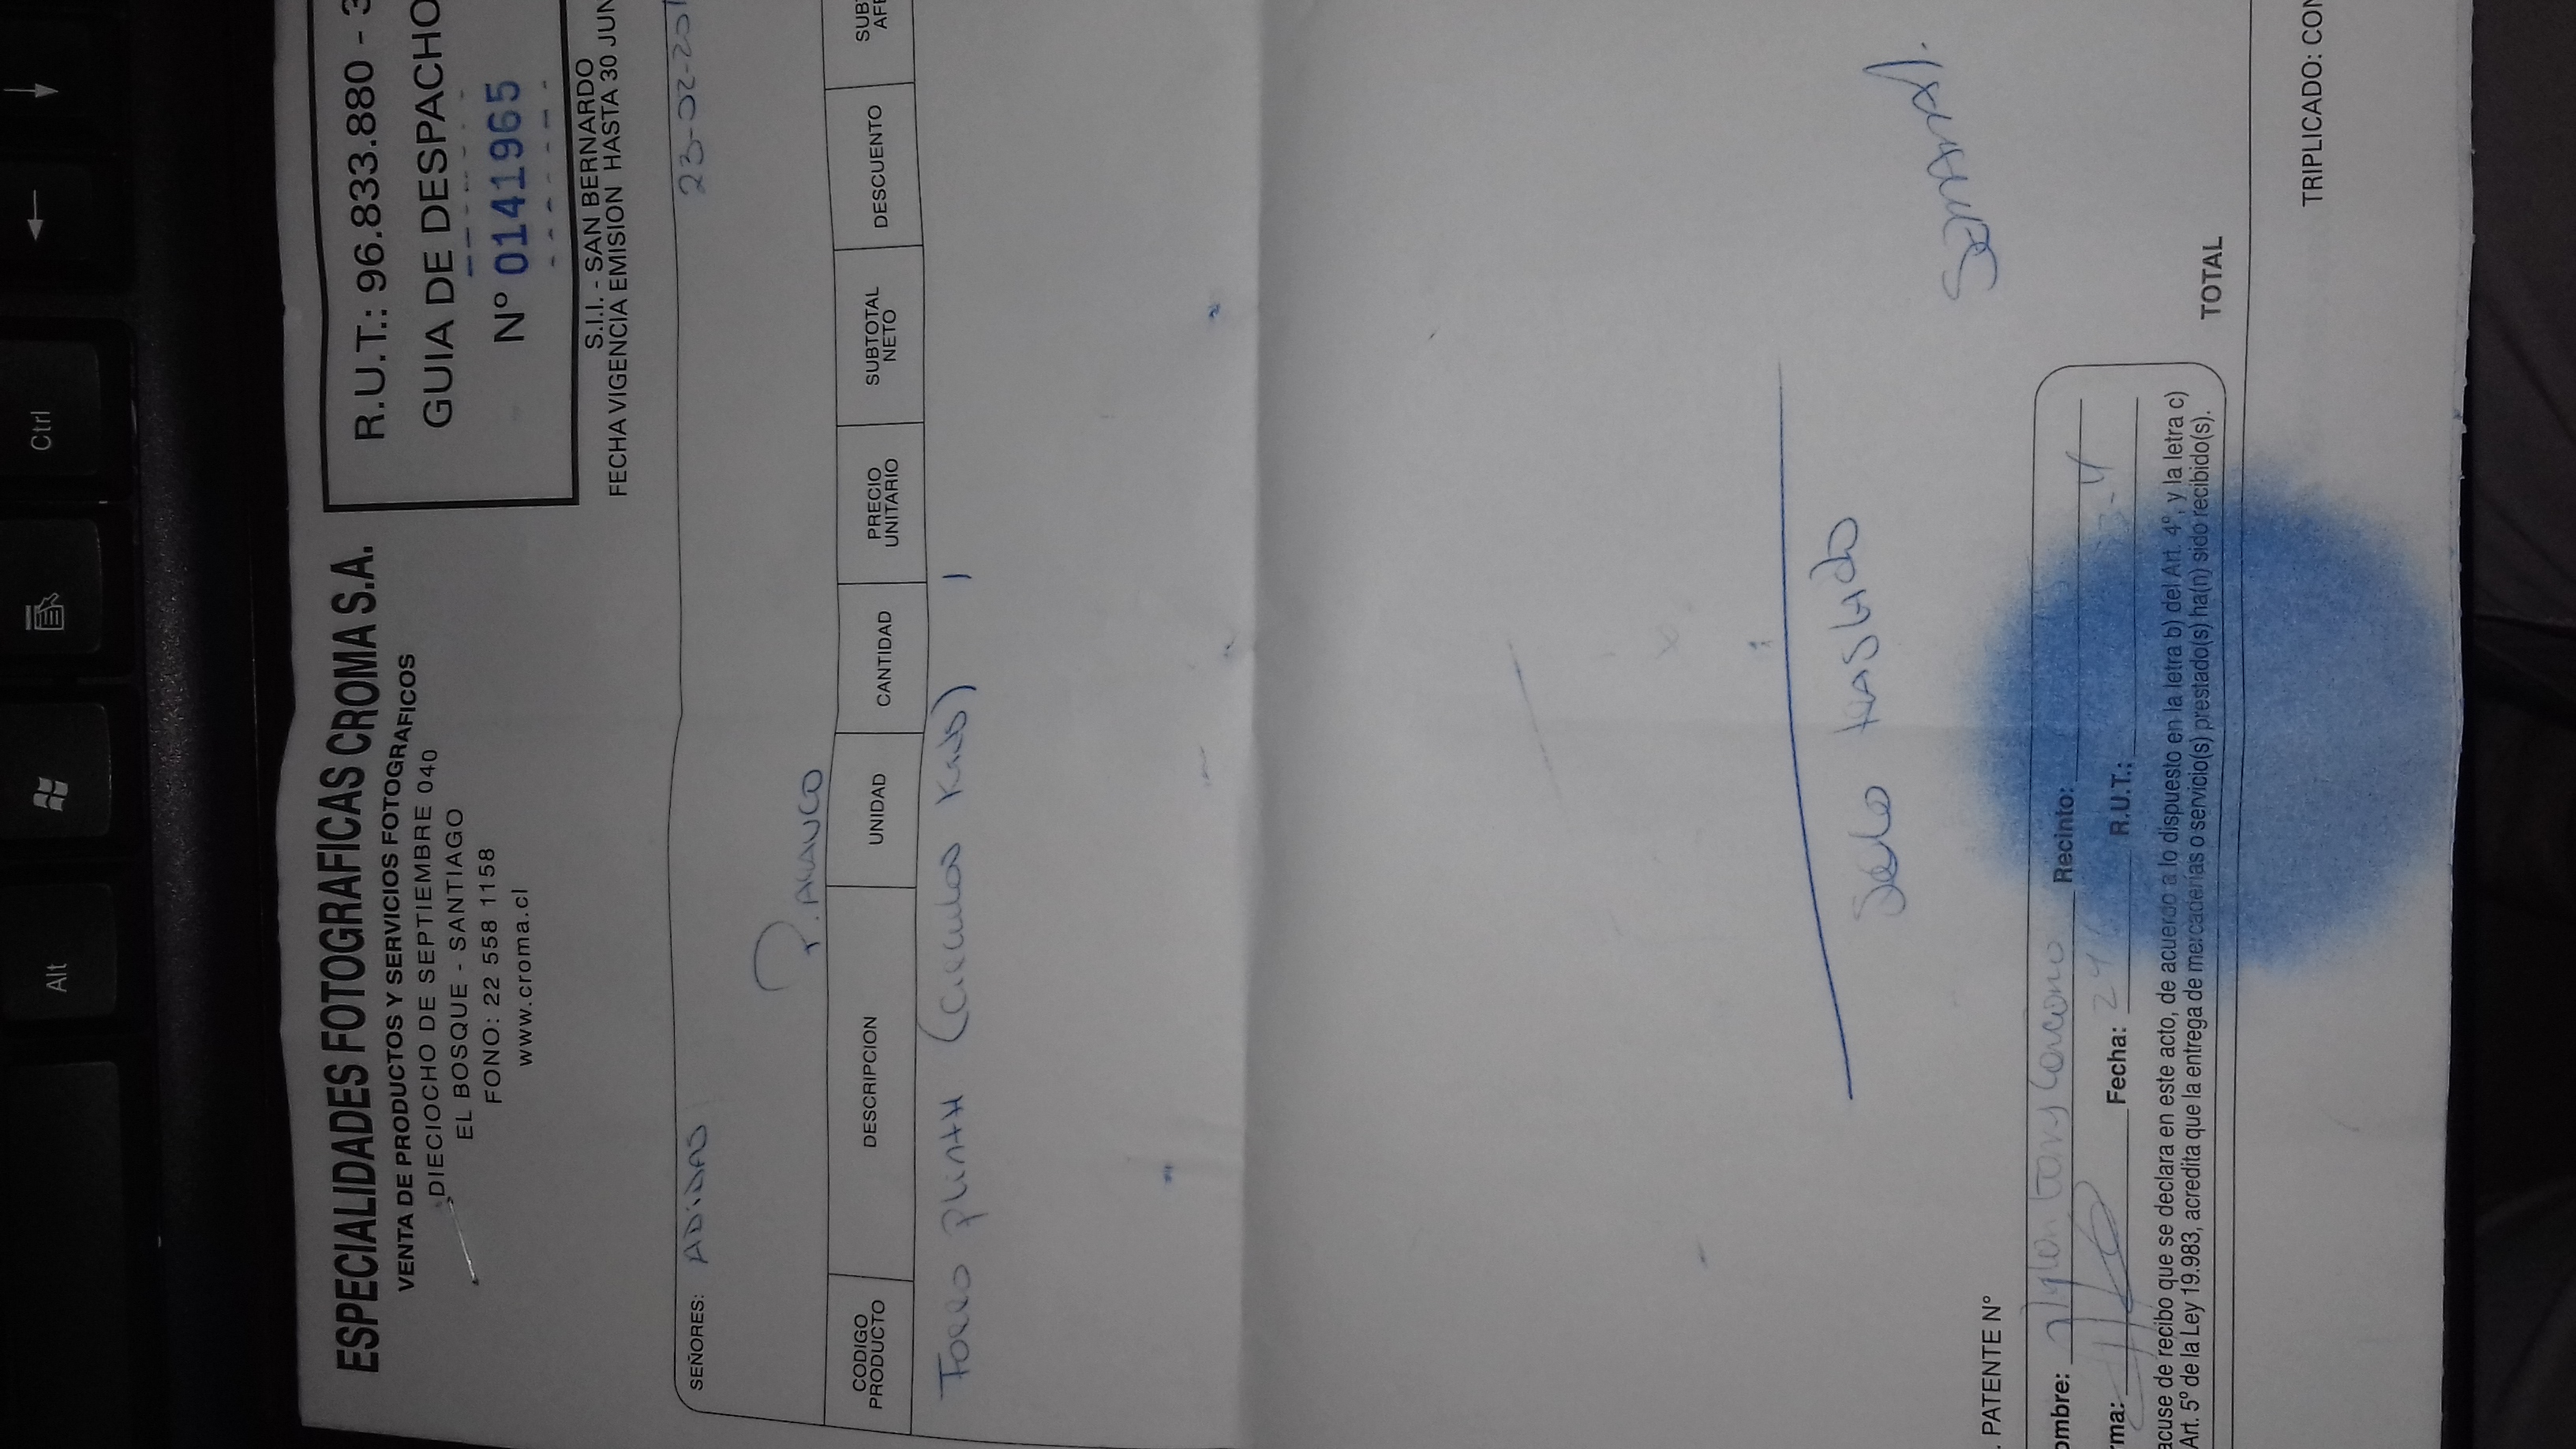 Alt
Ctrl
ESPECIALIDADES FOTOGRAFICAS CROMA S.A.
VENTA DE PRODUCTOS Y SERVICIOS FOTOGRAFICOS
DIECIOCHO DE SEPTIEMBRE 040
EL BOSQUE - SANTIAGO
FONO: 22 558 1158
www.croma.cl
R.U.T.: 96.833.880 - 3
GUIA DE DESPACHO
Nº 0141965
S.I.I. - SAN BERNARDO
FECHA VIGENCIA EMISION HASTA 30 JUN
SEÑORES: ADIDAS
23-02-201
P. ARAUCO
CODIGO PRODUCTO
DESCRIPCION
UNIDAD
CANTIDAD
PRECIO UNITARIO
SUBTOTAL NETO
DESCUENTO
SUB
AFE
Forro plinth (circulos Kids) 1
Solo traslado
SEMANAL.
. PATENTE Nº
ombre:
Recinto:
rma:
Fecha: 24
R.U.T.: 3-4
acuse de recibo que se declara en este acto, de acuerdo a lo dispuesto en la letra b) del Art. 4º, y la letra c)
Art. 5º de la Ley 19.983, acredita que la entrega de mercaderías o servicio(s) prestado(s) ha(n) sido recibido(s).
TOTAL
TRIPLICADO: CON